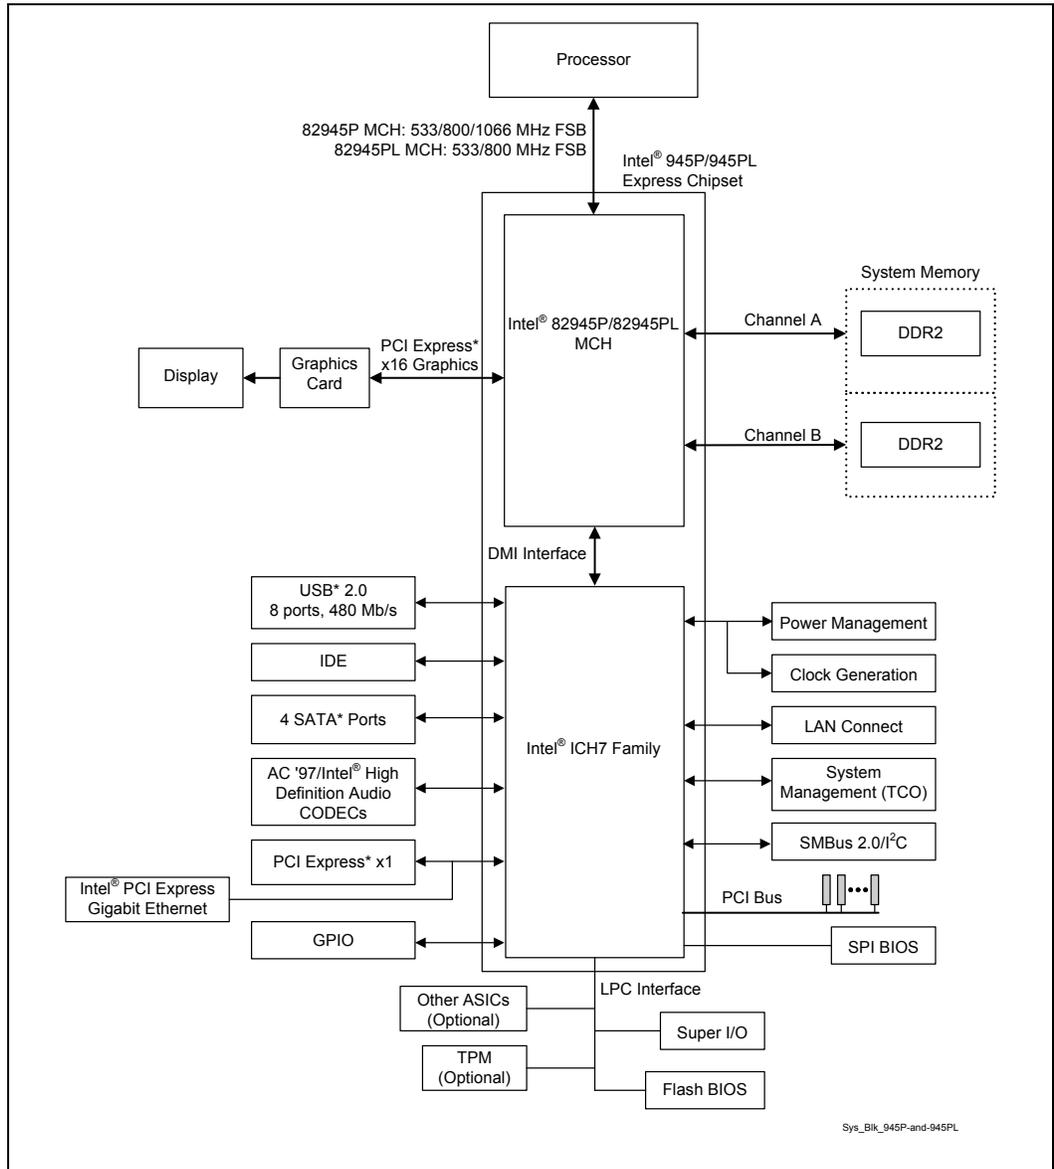 Processor
82945P MCH: 533/800/1066 MHz FSB
82945PL MCH: 533/800 MHz FSB
Intel® 945P/945PL
Express Chipset
System Memory
Intel® 82945P/82945PL
MCH
Channel A
DDR2
PCI Express*
x16 Graphics
Display
Graphics
Card
Channel B
DDR2
DMI Interface
USB* 2.0
8 ports, 480 Mb/s
Power Management
IDE
Clock Generation
4 SATA* Ports
LAN Connect
Intel® ICH7 Family
AC '97/Intel® High
Definition Audio
CODECs
System
Management (TCO)
SMBus 2.0/I²C
PCI Express* x1
Intel® PCI Express
Gigabit Ethernet
PCI Bus
GPIO
SPI BIOS
LPC Interface
Other ASICs
(Optional)
Super I/O
TPM
(Optional)
Flash BIOS
Sys_Blk_945P-and-945PL